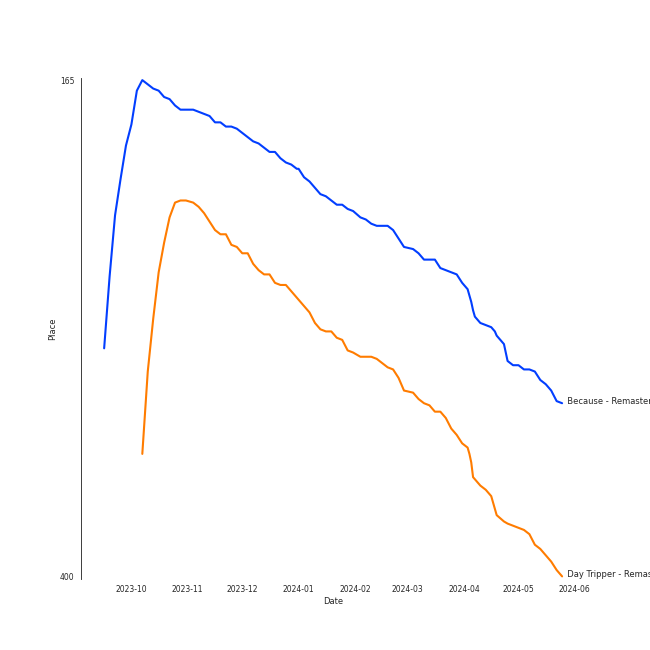 165
Place
400
Because - Remaster
Day Tripper - Remas
2023-10 2023-11 2023-12 2024-01 2024-02 2024-03 2024-04 2024-05 2024-06
Date